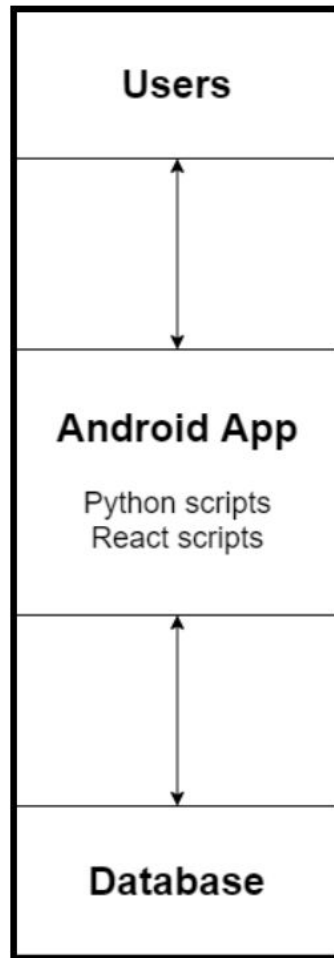 Users
Android App
Python scripts
React scripts
Database